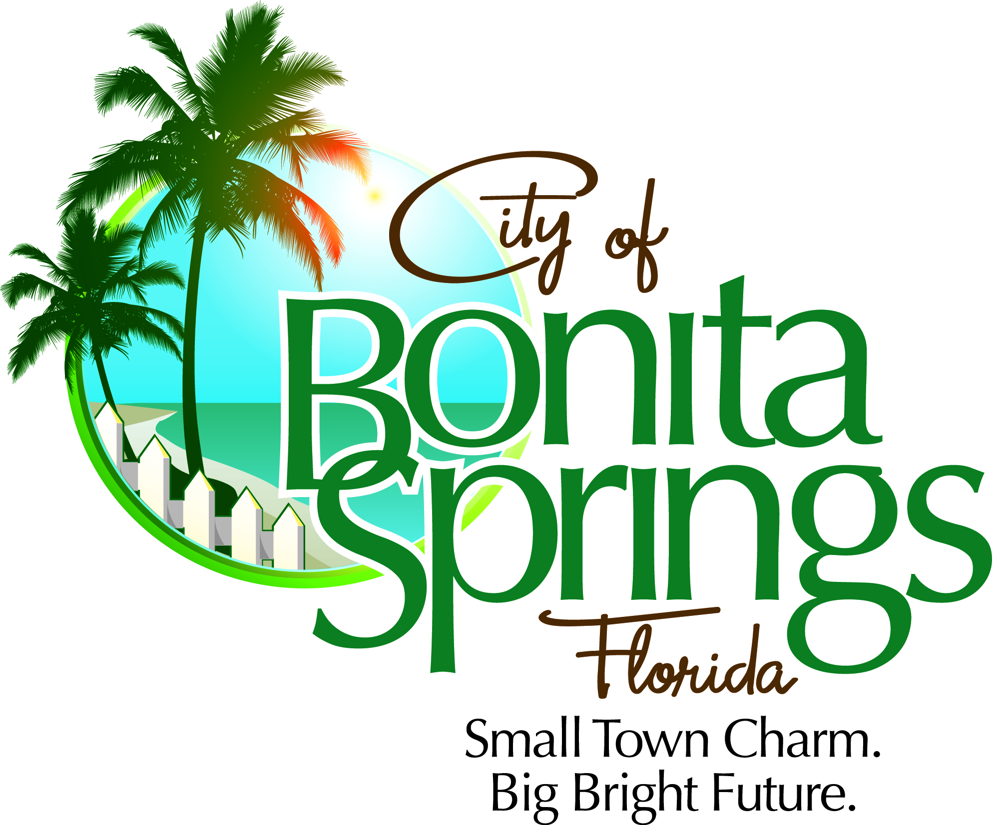 City of
Bonita
Springs
Florida
Small Town Charm.
Big Bright Future.